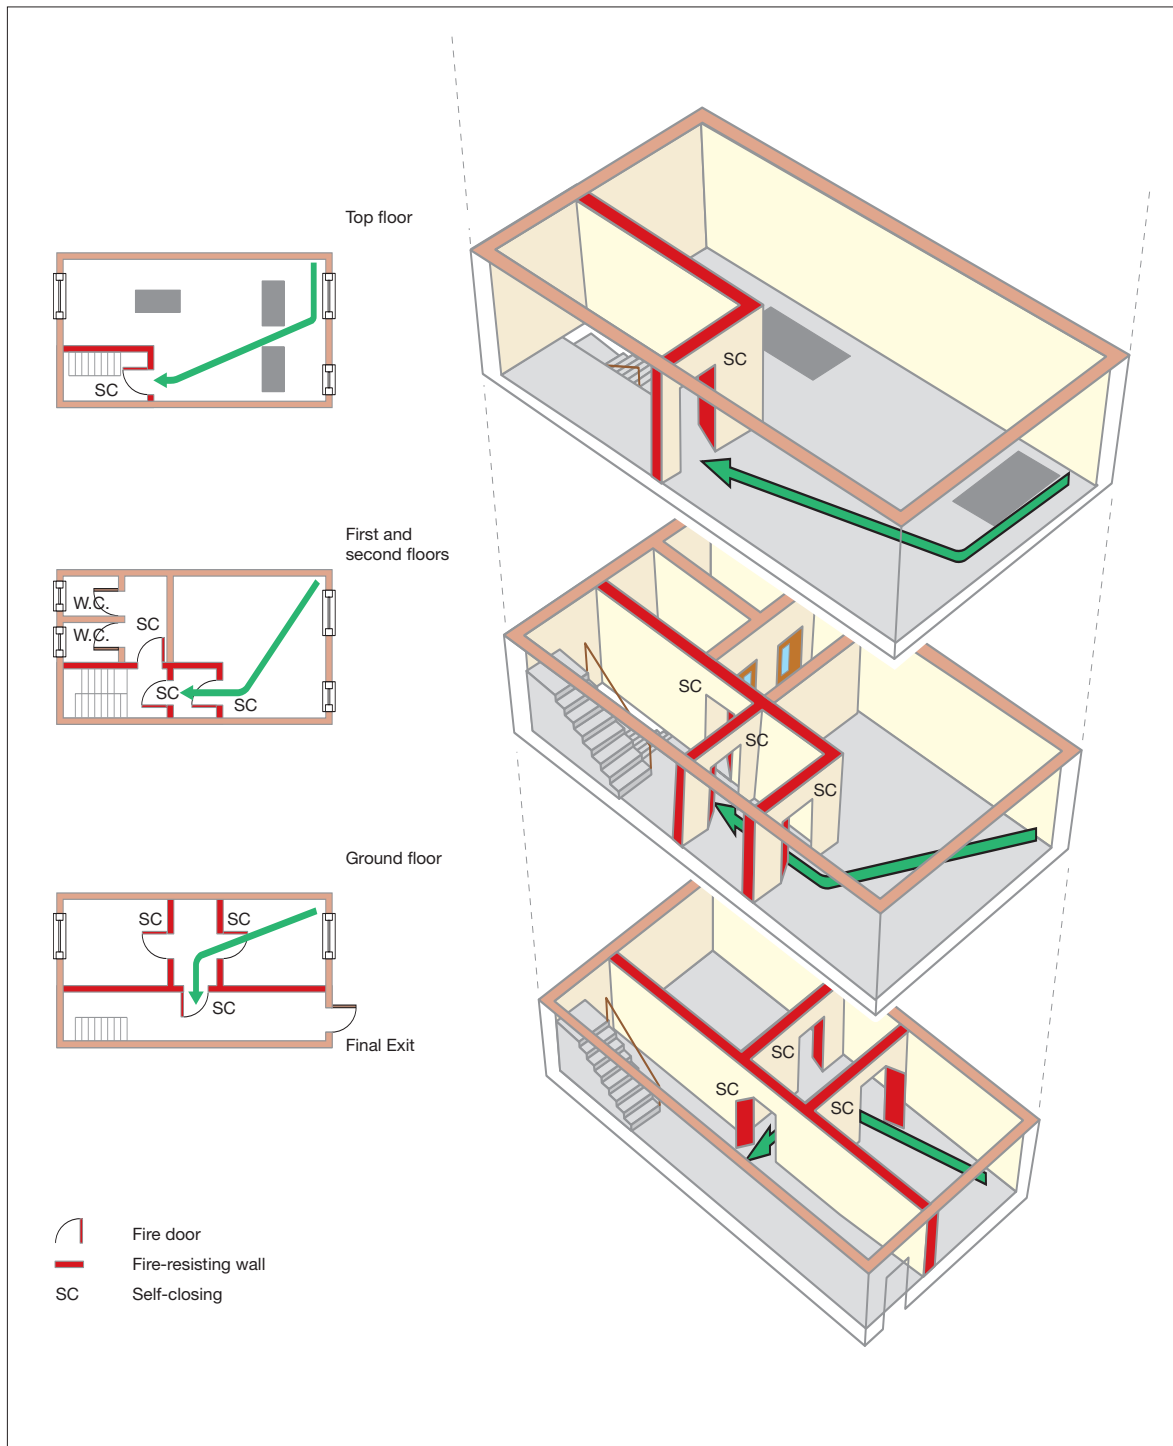 Top floor
SC
SC
First and
second floors
W.C.
W.C.
SC
SC
SC
SC
SC
SC
Ground floor
SC
SC
SC
Final Exit
SC
SC
SC
Fire door
Fire-resisting wall
SC
Self-closing